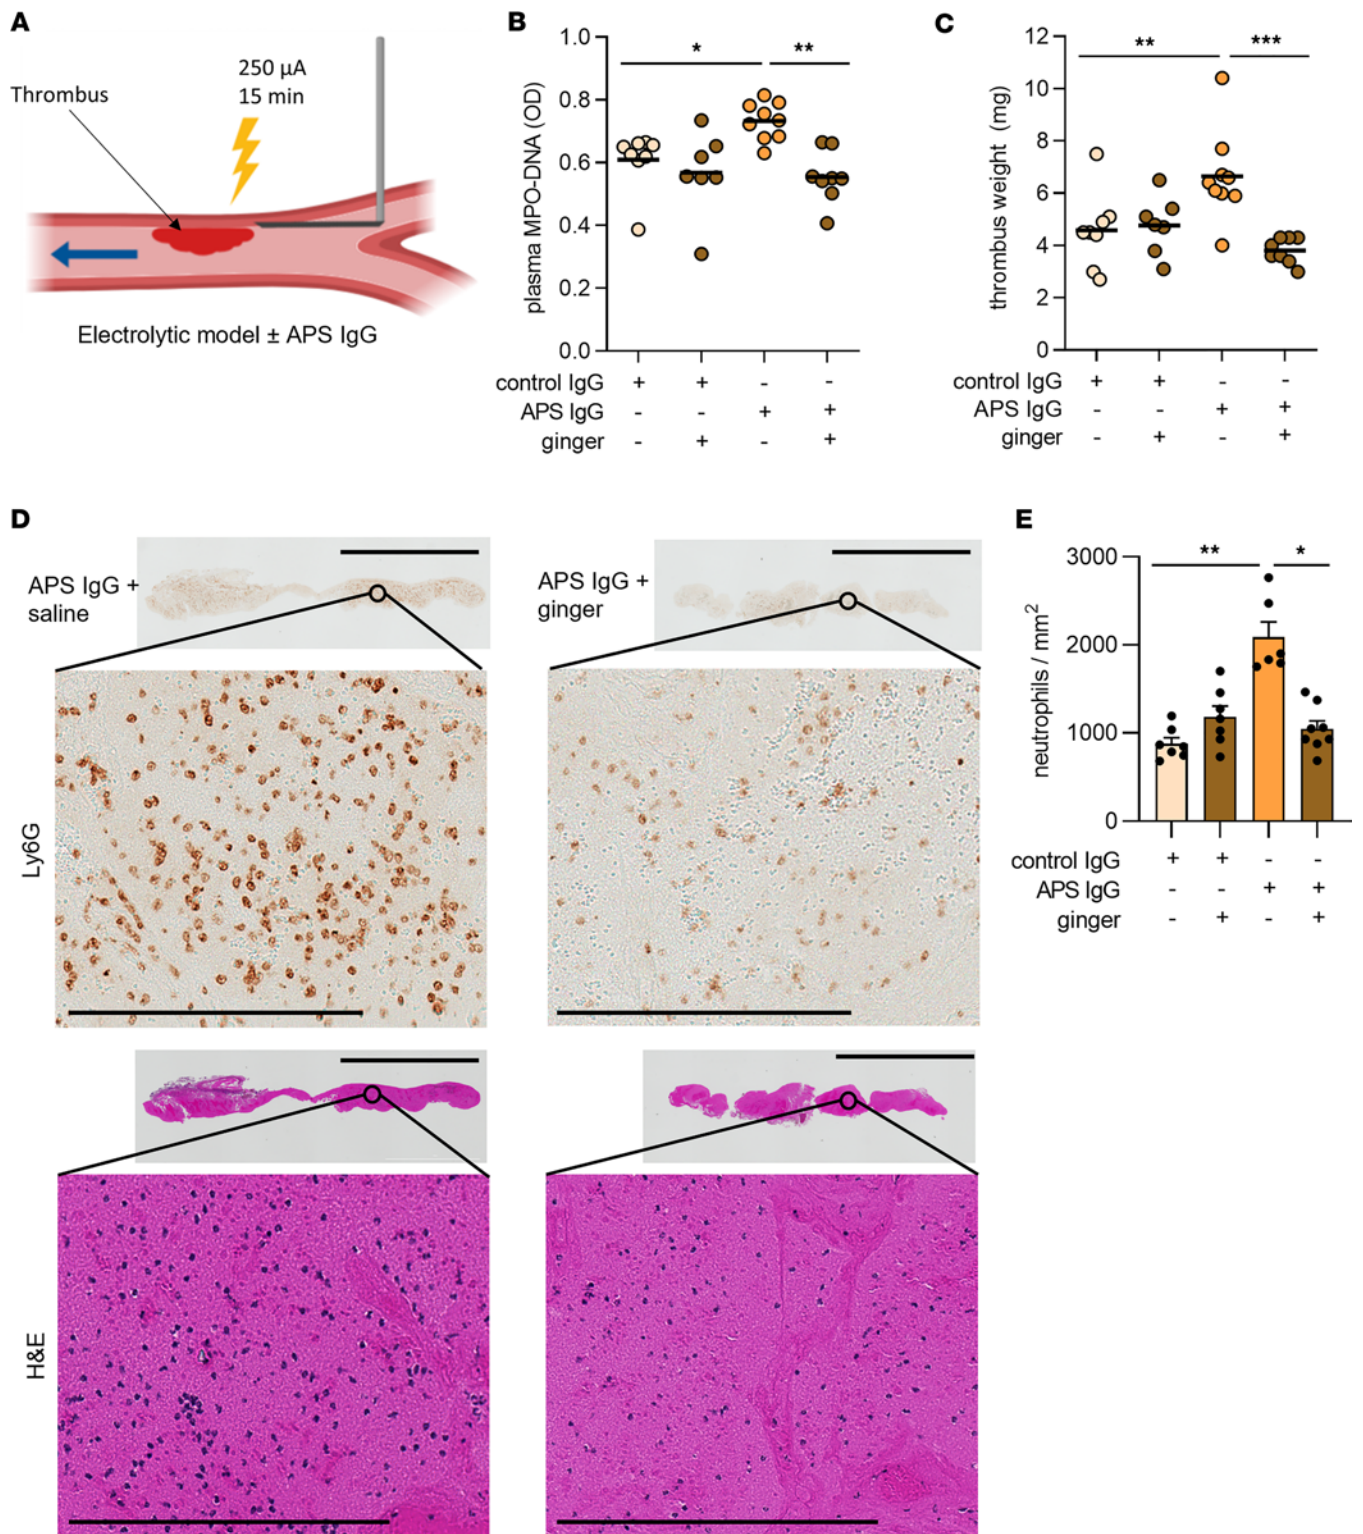 A
250 µA
15 min
Thrombus
Electrolytic model ± APS IgG
B
plasma MPO-DNA (OD)
1.0
0.8
0.6
0.4
0.2
0.0
* **
control IgG + + - -
APS IgG - - + +
ginger - + - +
C
thrombus weight (mg)
12
10
8
6
4
2
0
** ***
control IgG + + - -
APS IgG - - + +
ginger - + - +
D
APS IgG +
saline
APS IgG +
ginger
Ly6G
H&E
E
neutrophils / mm²
3000
2000
1000
0
** *
control IgG + + - -
APS IgG - - + +
ginger - + - +